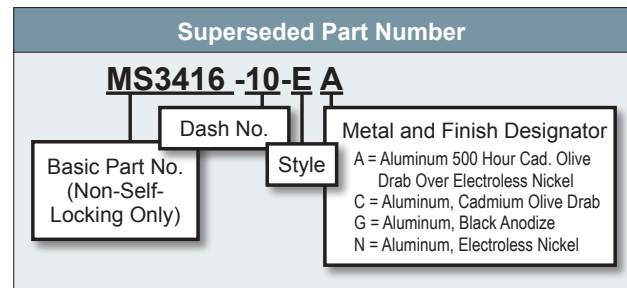 Superseded Part Number
MS3416 -10-E A
Dash No.
Basic Part No.
(Non-Self-
Locking Only)
Style
Metal and Finish Designator
A = Aluminum 500 Hour Cad. Olive
Drab Over Electroless Nickel
C = Aluminum, Cadmium Olive Drab
G = Aluminum, Black Anodize
N = Aluminum, Electroless Nickel